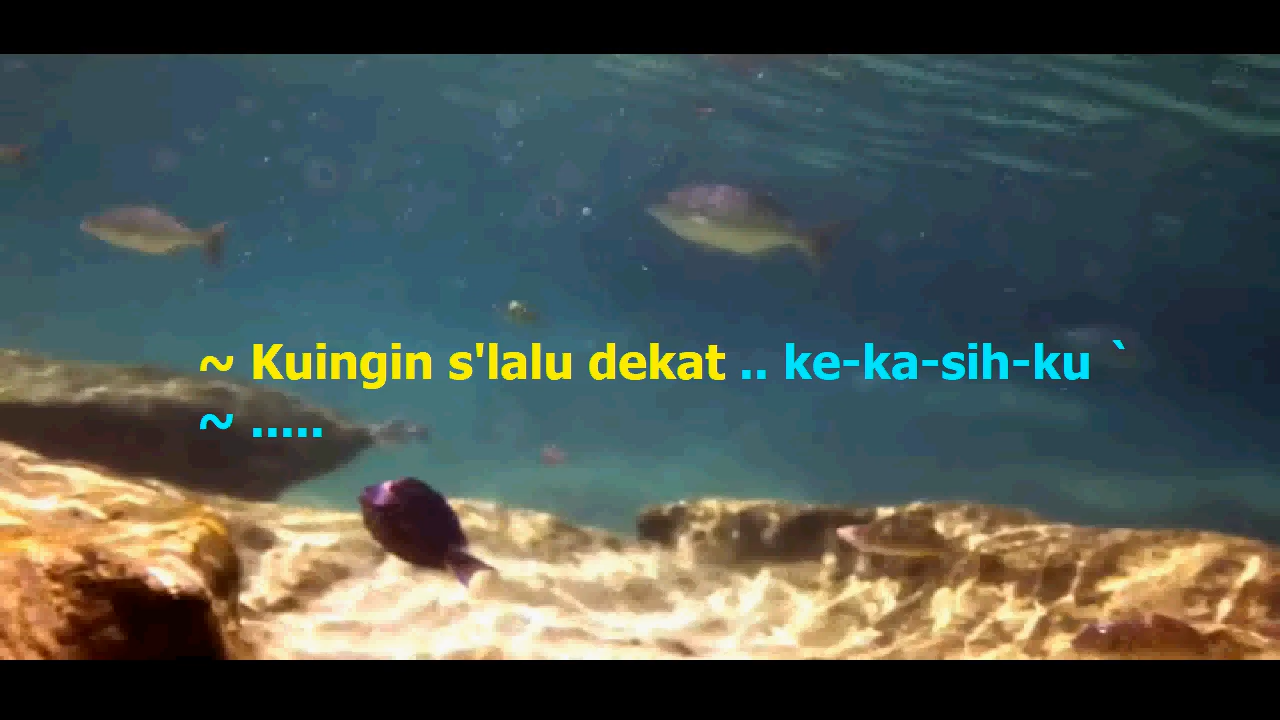 ~ Kuingin s'lalu dekat .. ke-ka-sih-ku `
~ .....